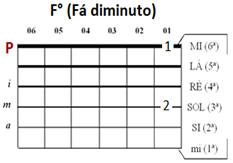 F° (Fá diminuto)
06 05 04 03 02 01
P 1 MI (6ª)
LÁ (5ª)
i RÉ (4ª)
m 2 SOL (3ª)
a SI (2ª)
mi (1ª)